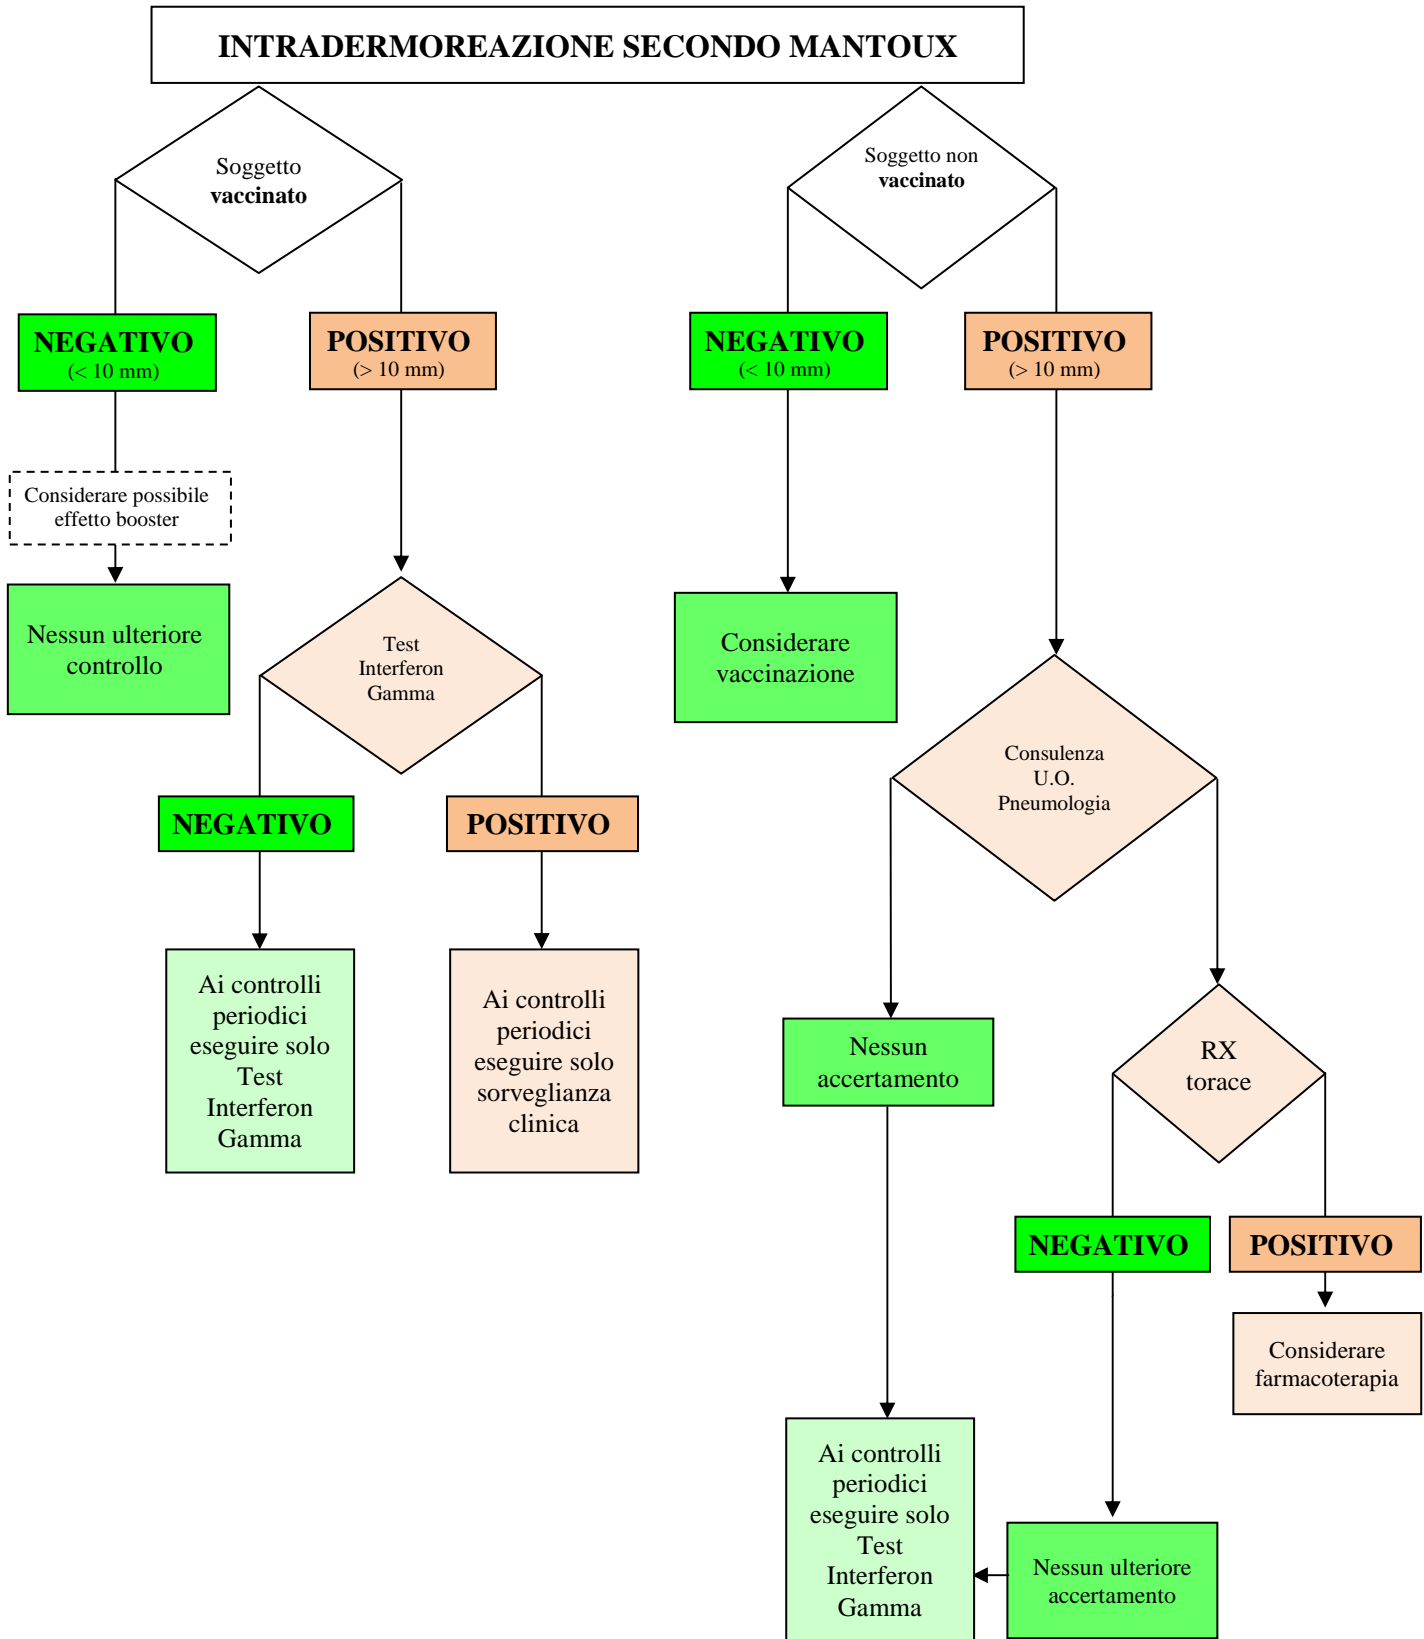 INTRADERMOREAZIONE SECONDO MANTOUX
Soggetto
vaccinato
Soggetto non
vaccinato
NEGATIVO
(< 10 mm)
POSITIVO
(> 10 mm)
NEGATIVO
(< 10 mm)
POSITIVO
(> 10 mm)
Considerare possibile
effetto booster
Nessun ulteriore
controllo
Test
Interferon
Gamma
Considerare
vaccinazione
Consulenza
U.O.
Pneumologia
NEGATIVO
POSITIVO
Ai controlli
periodici
eseguire solo
Test
Interferon
Gamma
Ai controlli
periodici
eseguire solo
sorveglianza
clinica
Nessun
accertamento
RX
torace
NEGATIVO
POSITIVO
Considerare
farmacoterapia
Ai controlli
periodici
eseguire solo
Test
Interferon
Gamma
Nessun ulteriore
accertamento